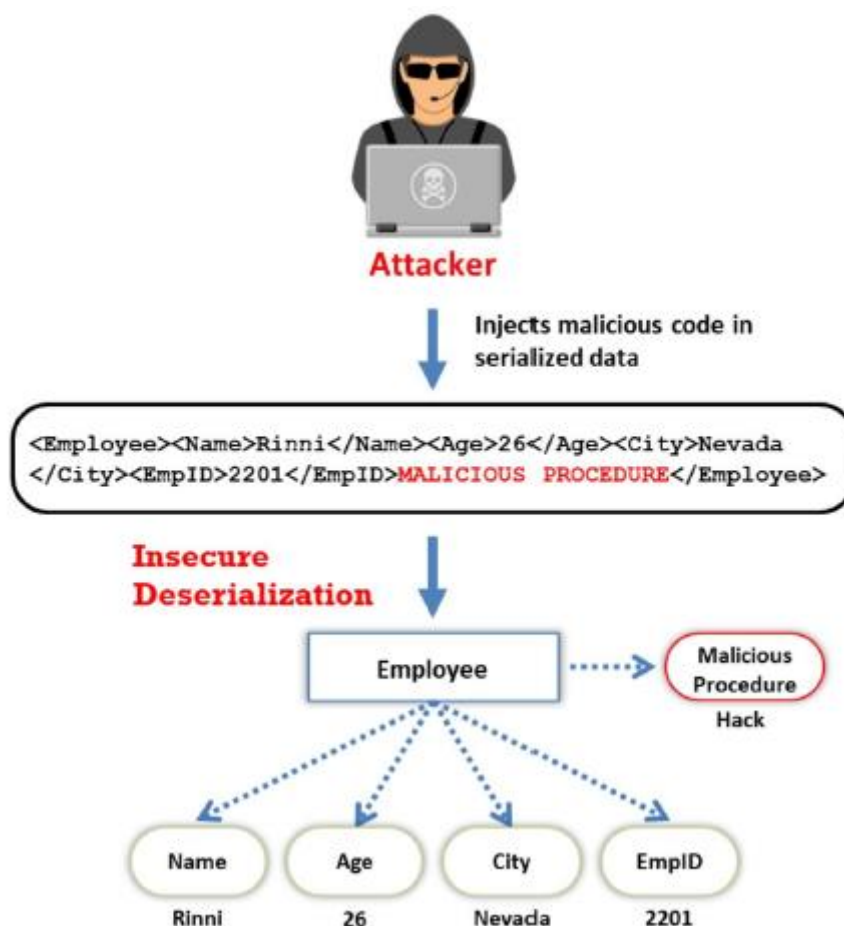 Attacker
Injects malicious code in
serialized data
<Employee><Name>Rinni</Name><Age>26</Age><City>Nevada
</City><EmpID>2201</EmpID>MALICIOUS PROCEDURE</Employee>
Insecure
Deserialization
Employee
Malicious
Procedure
Hack
Name
Age
City
EmpID
Rinni
26
Nevada
2201